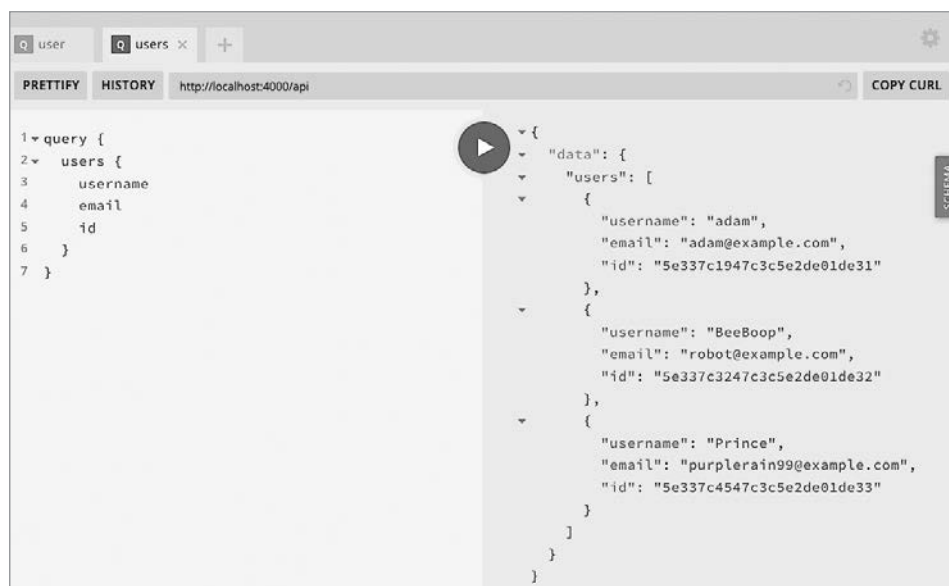 Q user
Q users × +
PRETTIFY HISTORY http://localhost:4000/api COPY CURL
1 query {
2 users {
3 username
4 email
5 id
6 }
7 }
{
"data": {
"users": [
{
"username": "adam",
"email": "adam@example.com",
"id": "5e337c1947c3c5e2de01de31"
},
{
"username": "BeeBoop",
"email": "robot@example.com",
"id": "5e337c3247c3c5e2de01de32"
},
{
"username": "Prince",
"email": "purplerain99@example.com",
"id": "5e337c4547c3c5e2de01de33"
}
]
}
}
SCHEMA